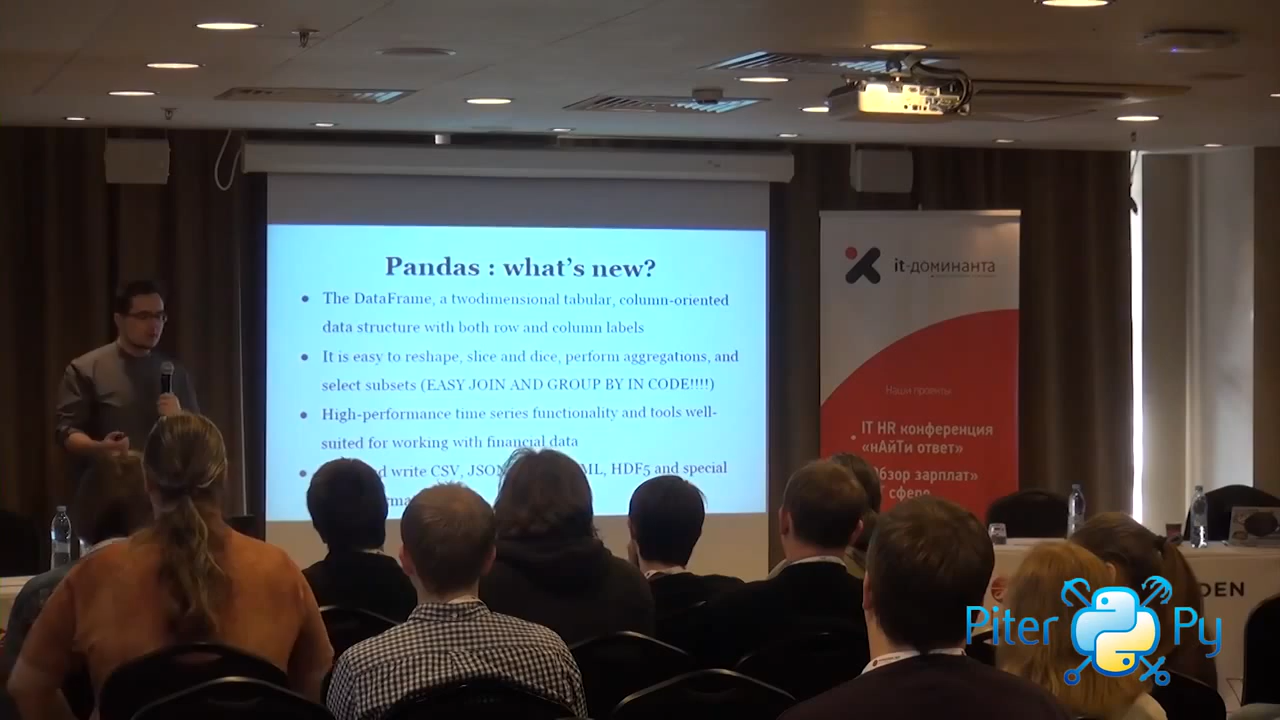 Pandas : what's new?
The DataFrame, a twodimensional tabular, column-oriented
data structure with both row and column labels
It is easy to reshape, slice and dice, perform aggregations, and
select subsets (EASY JOIN AND GROUP BY IN CODE!!!!)
High-performance time series functionality and tools well-
suited for working with financial data
write CSV, HDF5 and special
it-доминанта
Наши проекты
IT HR конференция
«нАйТи ответ»
зарплат»
сфере
Piter Py